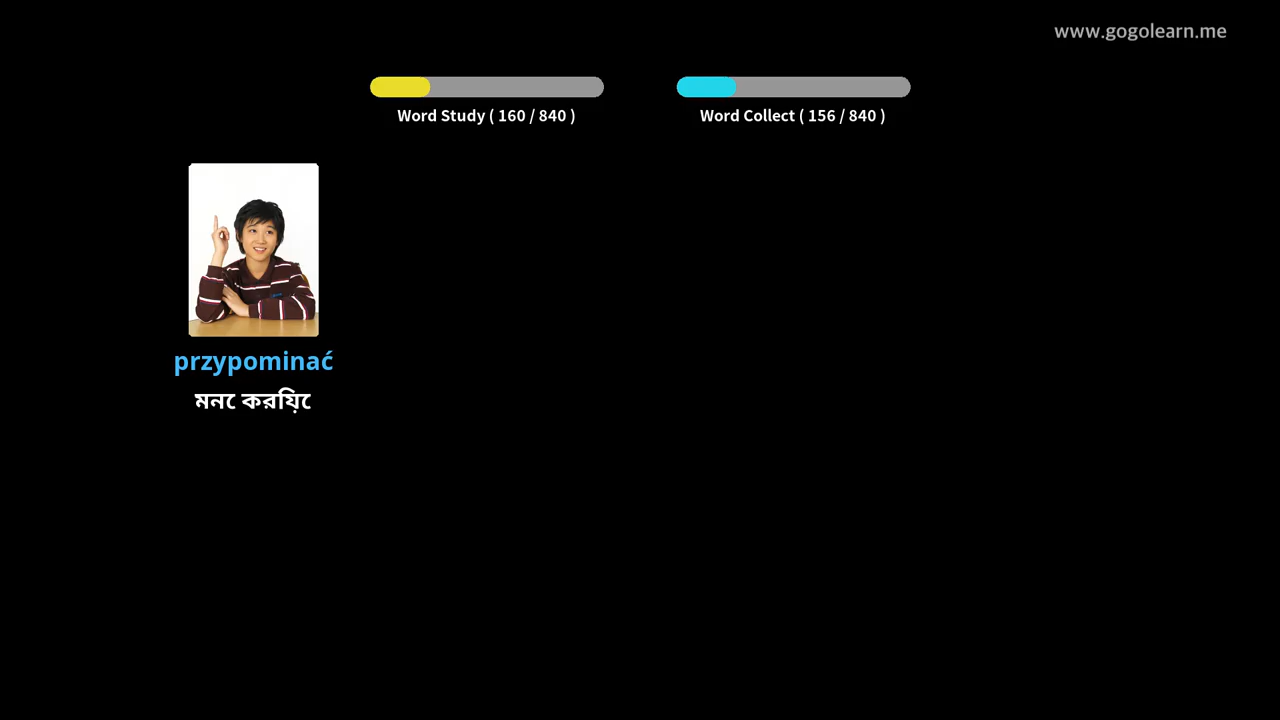 www.gogolearn.me
Word Study ( 160 / 840 )
Word Collect ( 156 / 840 )
przypominać
মনে করিয়ে